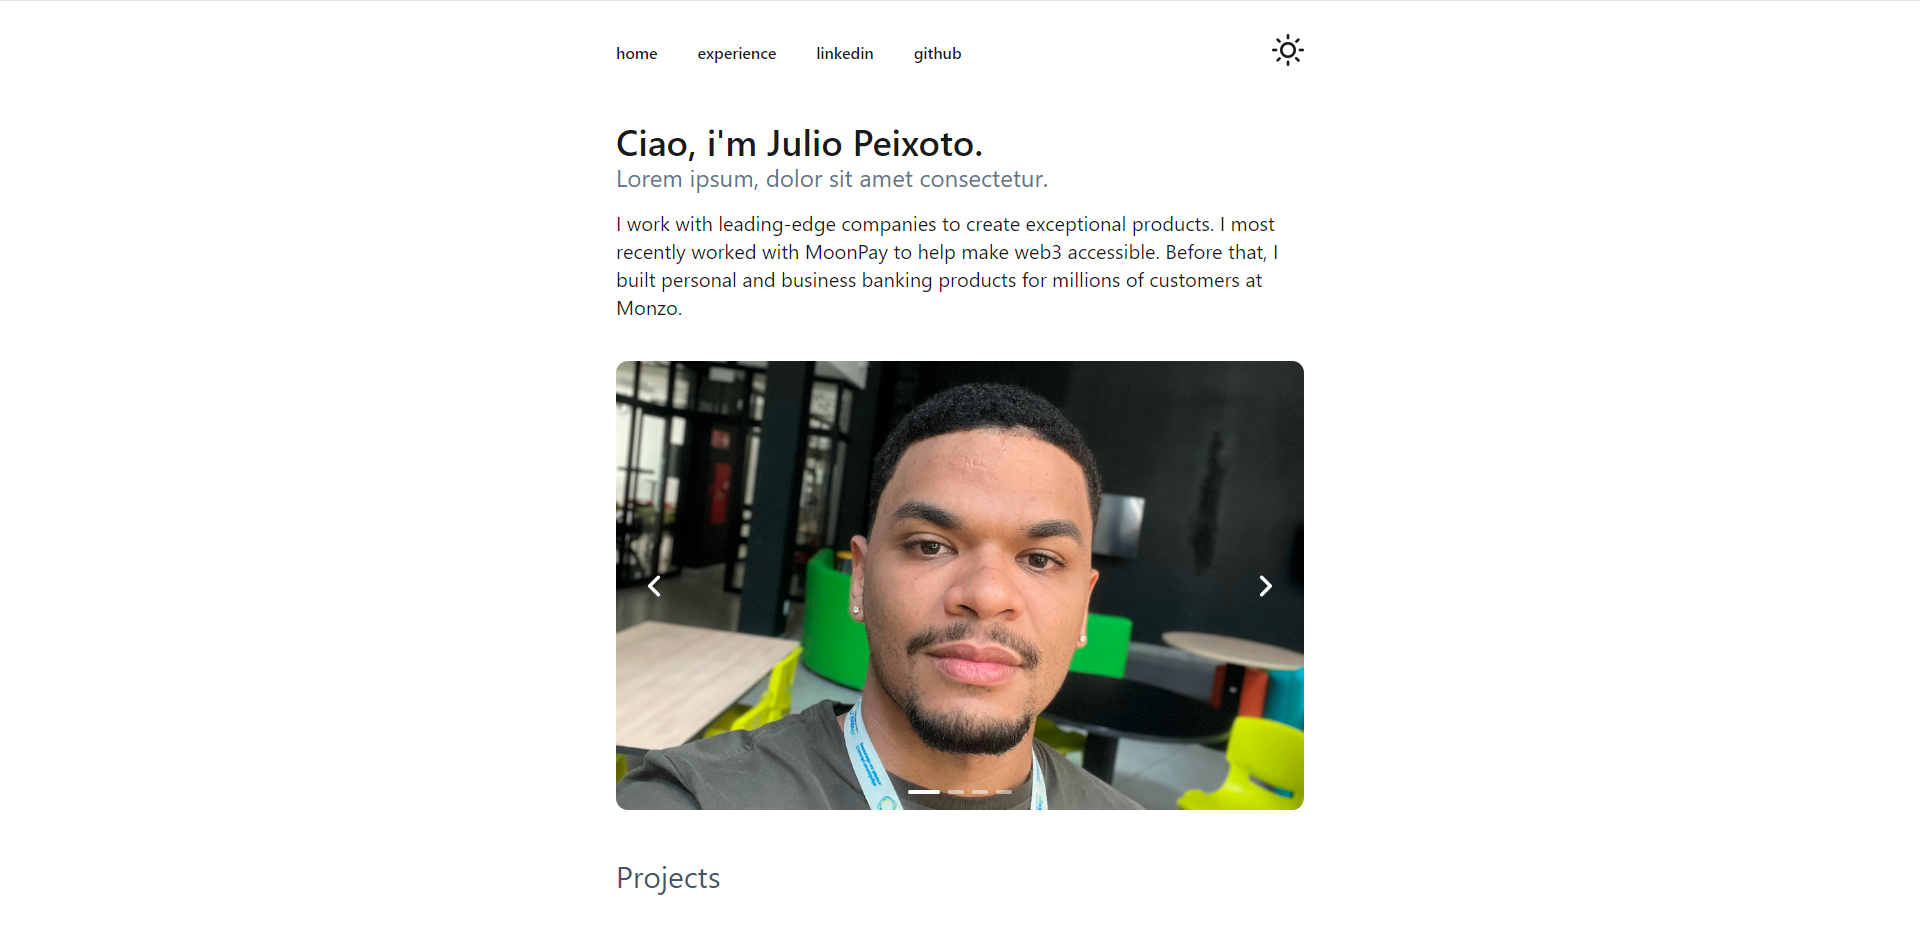 home experience linkedin github
Ciao, i'm Julio Peixoto.
Lorem ipsum, dolor sit amet consectetur.
I work with leading-edge companies to create exceptional products. I most
recently worked with MoonPay to help make web3 accessible. Before that, I
built personal and business banking products for millions of customers at
Monzo.
Projects